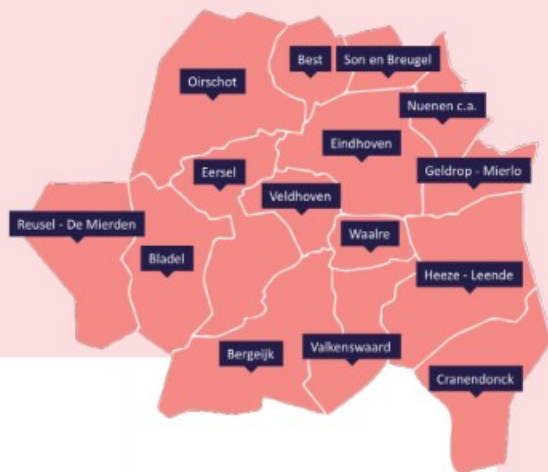 Best
Son en Breugel
Oirschot
Nuenen c.a.
Eindhoven
Eersel
Geldrop - Mierlo
Veldhoven
Reusel - De Mierden
Waalre
Bladel
Heeze - Leende
Valkenswaard
Bergeijk
Cranendonck